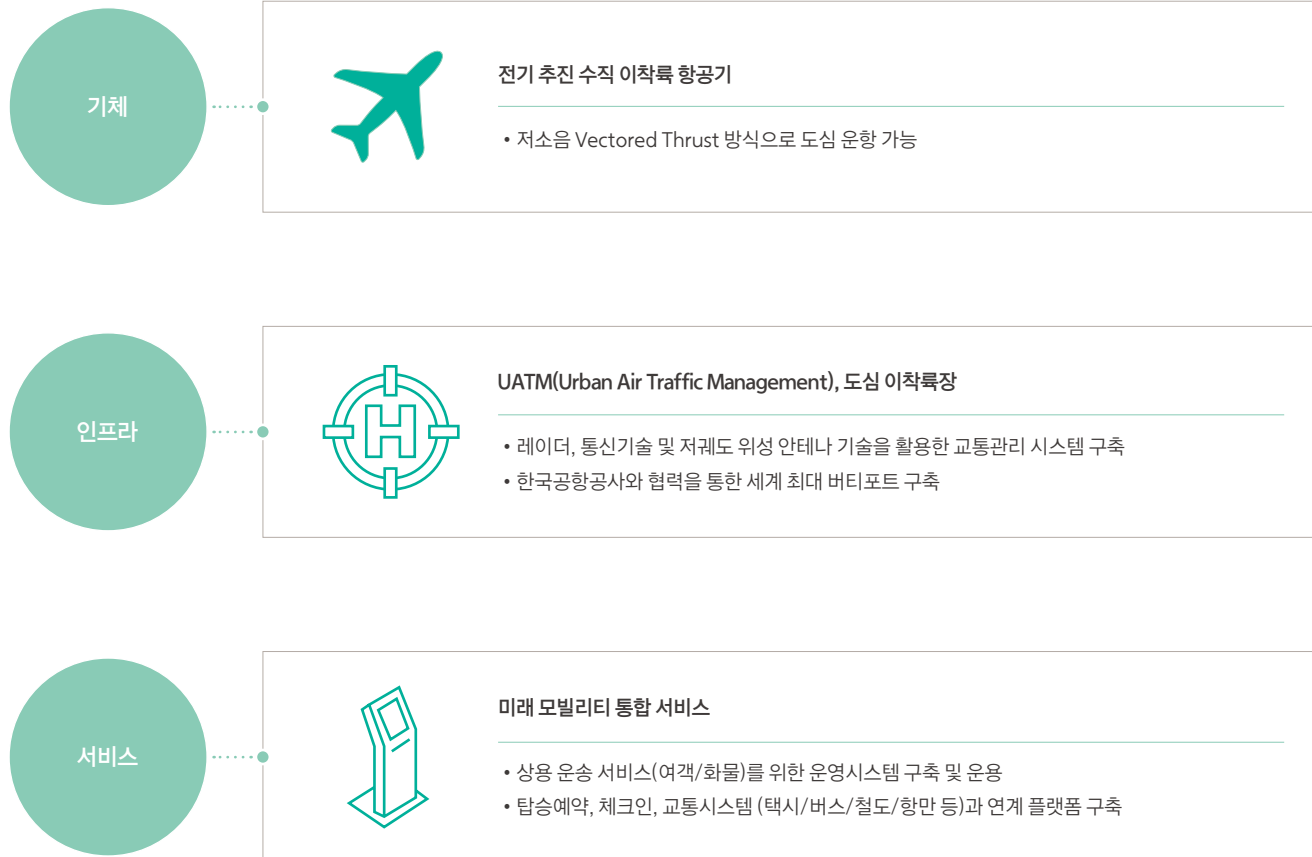 기체
전기 추진 수직 이착륙 항공기
• 저소음 Vectored Thrust 방식으로 도심 운항 가능
인프라
UATM(Urban Air Traffic Management), 도심 이착륙장
• 레이더, 통신기술 및 저궤도 위성 안테나 기술을 활용한 교통관리 시스템 구축
• 한국공항공사와 협력을 통한 세계 최대 버티포트 구축
서비스
미래 모빌리티 통합 서비스
• 상용 운송 서비스(여객/화물)를 위한 운영시스템 구축 및 운용
• 탑승예약, 체크인, 교통시스템 (택시/버스/철도/항만 등)과 연계 플랫폼 구축